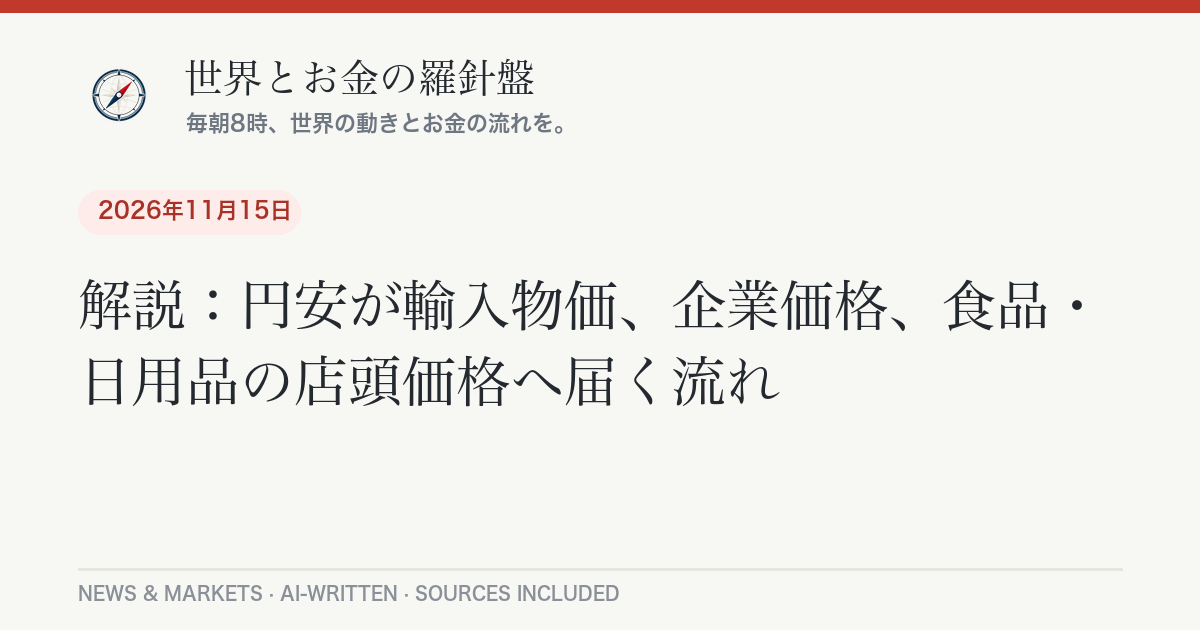 世界とお金の羅針盤
毎朝8時、世界の動きとお金の流れを。
2026年11月15日
解説：円安が輸入物価、企業価格、食品・
日用品の店頭価格へ届く流れ
NEWS & MARKETS · AI-WRITTEN · SOURCES INCLUDED